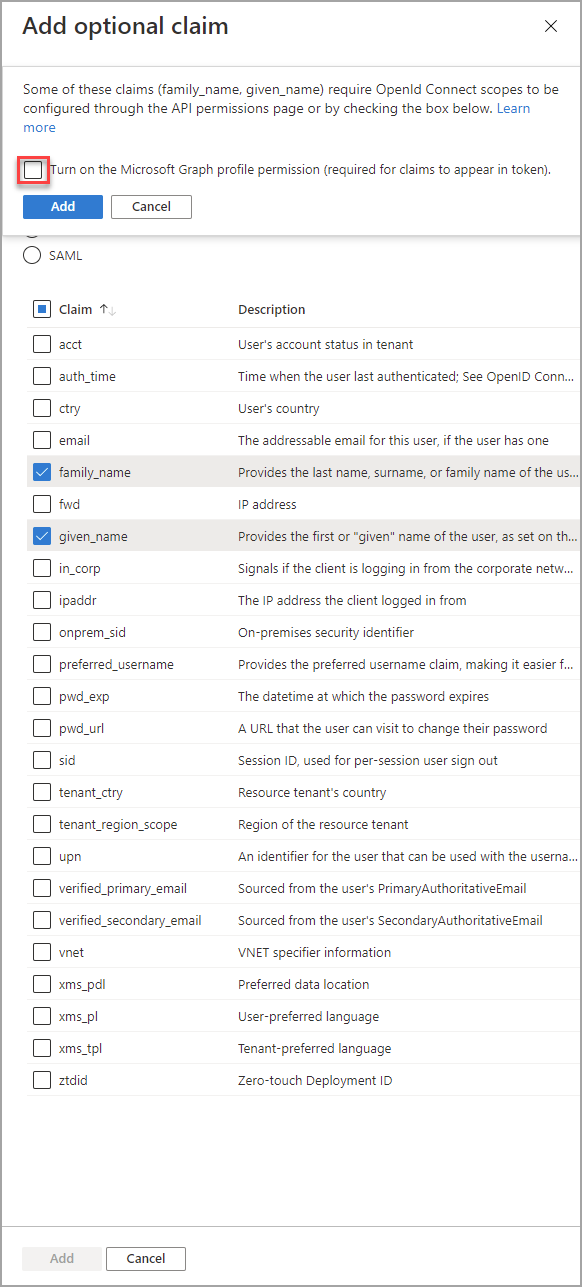 Add optional claim
Some of these claims (family_name, given_name) require OpenId Connect scopes to be
configured through the API permissions page or by checking the box below. Learn
more
Turn on the Microsoft Graph profile permission (required for claims to appear in token).
Add Cancel
SAML
Claim Description
acct User's account status in tenant
auth_time Time when the user last authenticated; See OpenID Conn...
ctry User's country
email The addressable email for this user, if the user has one
family_name Provides the last name, surname, or family name of the us...
fwd IP address
given_name Provides the first or "given" name of the user, as set on th...
in_corp Signals if the client is logging in from the corporate netw...
ipaddr The IP address the client logged in from
onprem_sid On-premises security identifier
preferred_username Provides the preferred username claim, making it easier f...
pwd_exp The datetime at which the password expires
pwd_url A URL that the user can visit to change their password
sid Session ID, used for per-session user sign out
tenant_ctry Resource tenant's country
tenant_region_scope Region of the resource tenant
upn An identifier for the user that can be used with the userna...
verified_primary_email Sourced from the user's PrimaryAuthoritativeEmail
verified_secondary_email Sourced from the user's SecondaryAuthoritativeEmail
vnet VNET specifier information
xms_pdl Preferred data location
xms_pl User-preferred language
xms_tpl Tenant-preferred language
ztdid Zero-touch Deployment ID
Add Cancel